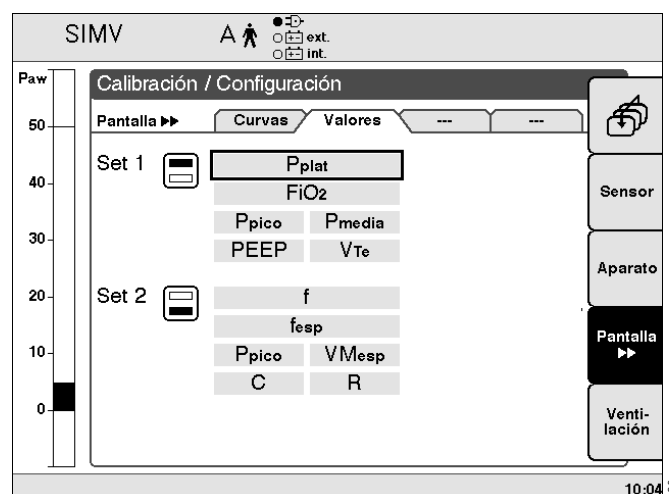 SIMV A ext.
int.
Paw
Calibración / Configuración
Pantalla ▶▶ Curvas Valores --- ---
50
40
30
20
10
0
Set 1
Pplat
FiO2
Ppico Pmedia
PEEP VTe
Set 2
f
fesp
Ppico VMesp
C R
Sensor
Aparato
Pantalla
▶▶
Venti-
lación
10:04